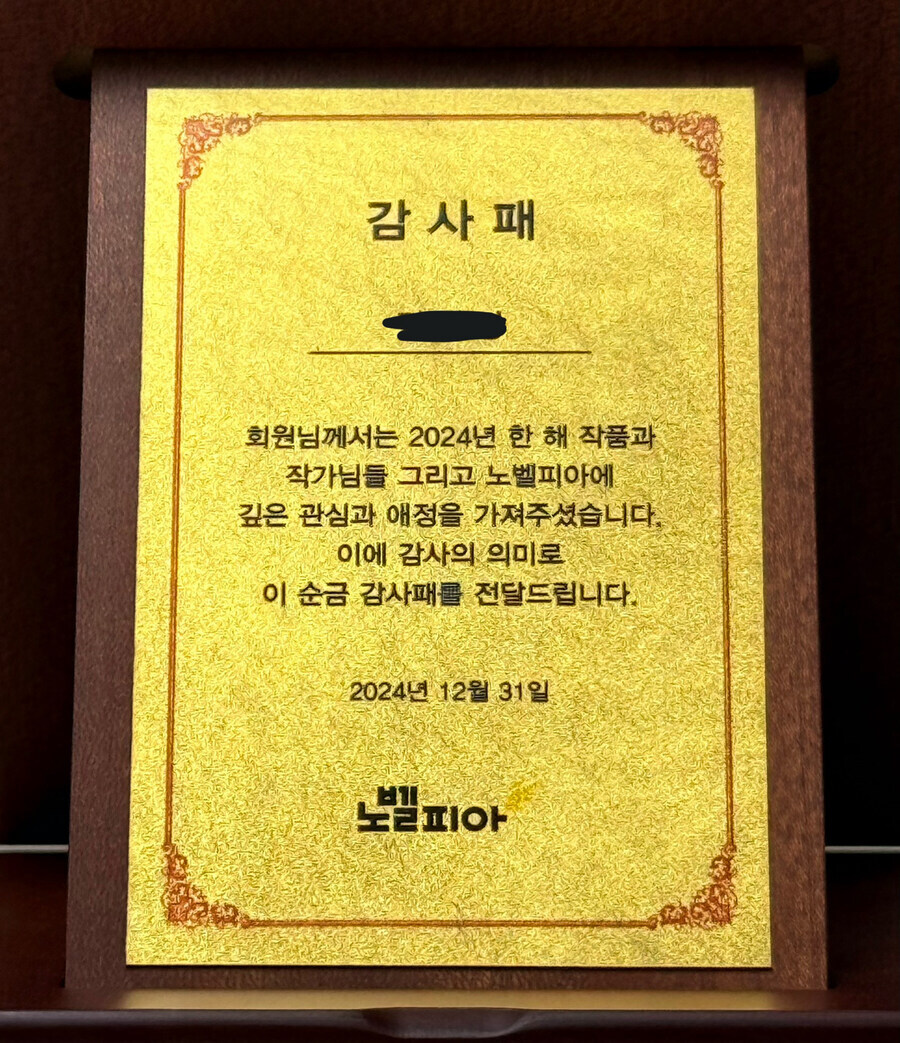 감사패
회원님께서는 2024년 한 해 작품과
작가님들 그리고 노벨피아에
깊은 관심과 애정을 가져주셨습니다.
이에 감사의 의미로
이 순금 감사패를 전달드립니다.
2024년 12월 31일
노벨피아